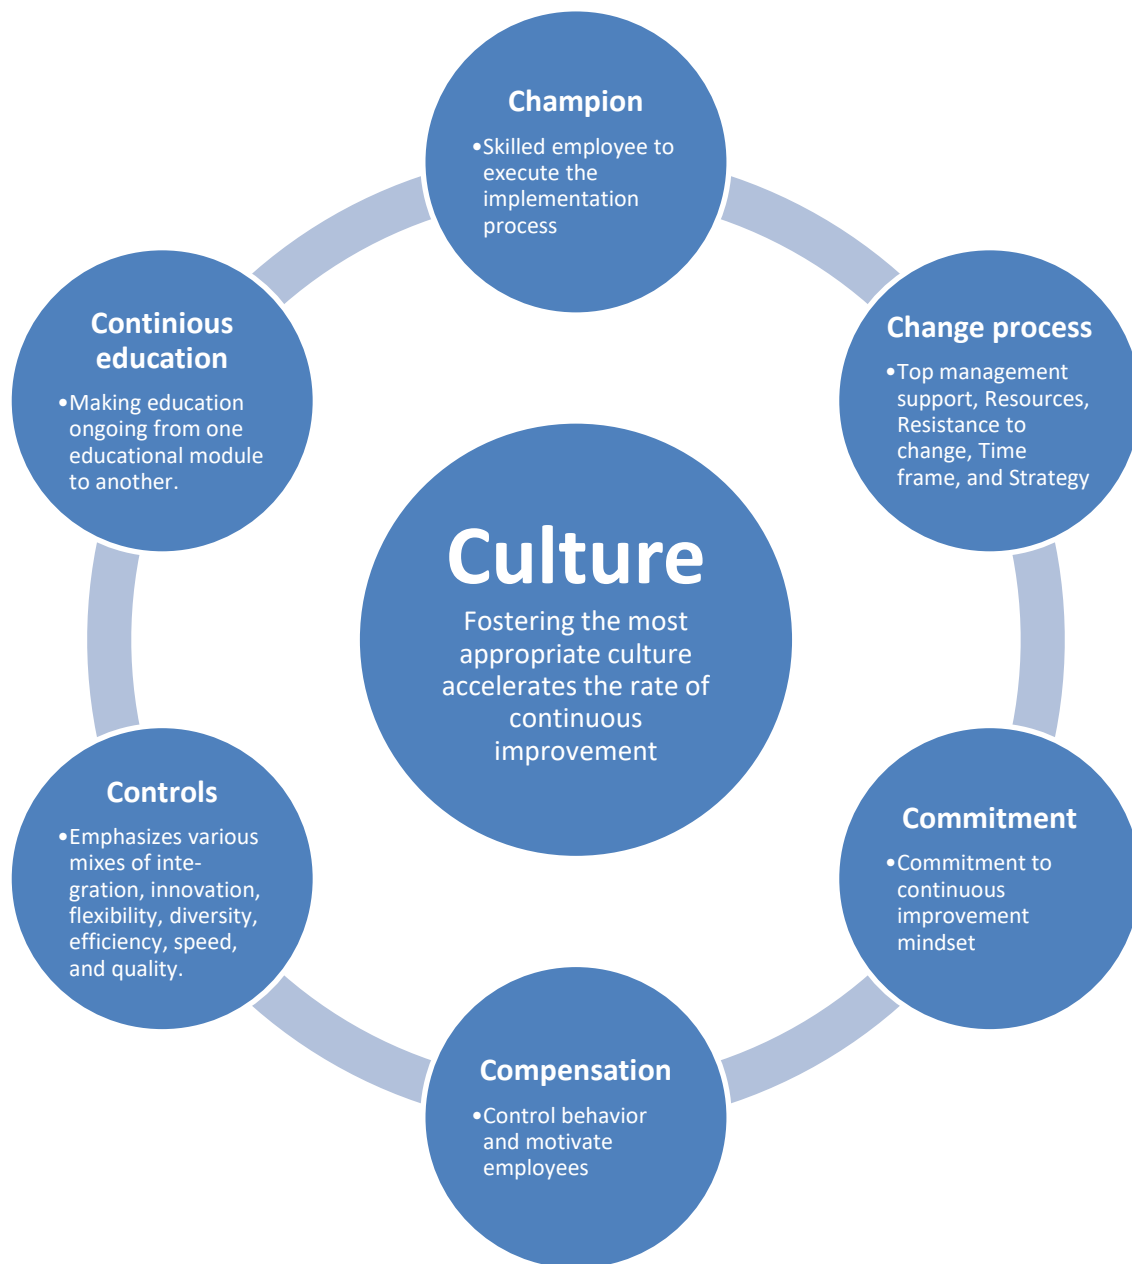 Champion
•Skilled employee to
execute the
implementation
process
Change process
•Top management
support, Resources,
Resistance to
change, Time
frame, and Strategy
Commitment
•Commitment to
continuous
improvement
mindset
Compensation
•Control behavior
and motivate
employees
Controls
•Emphasizes various
mixes of inte-
gration, innovation,
flexibility, diversity,
efficiency, speed,
and quality.
Continious
education
•Making education
ongoing from one
educational module
to another.
Culture
Fostering the most
appropriate culture
accelerates the rate of
continuous
improvement